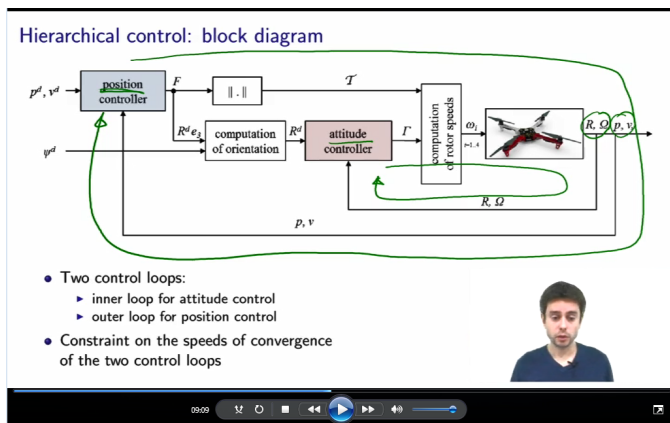 Hierarchical control: block diagram
p^d, v^d
position
controller
F
|| . ||
T
R^d e_3
computation
of orientation
R^d
attitude
controller
Γ
computation
of rotor speeds
ω_i
i=1..4
R, Ω
p, v
ψ^d
R, Ω
p, v
Two control loops:
inner loop for attitude control
outer loop for position control
Constraint on the speeds of convergence
of the two control loops
09:09